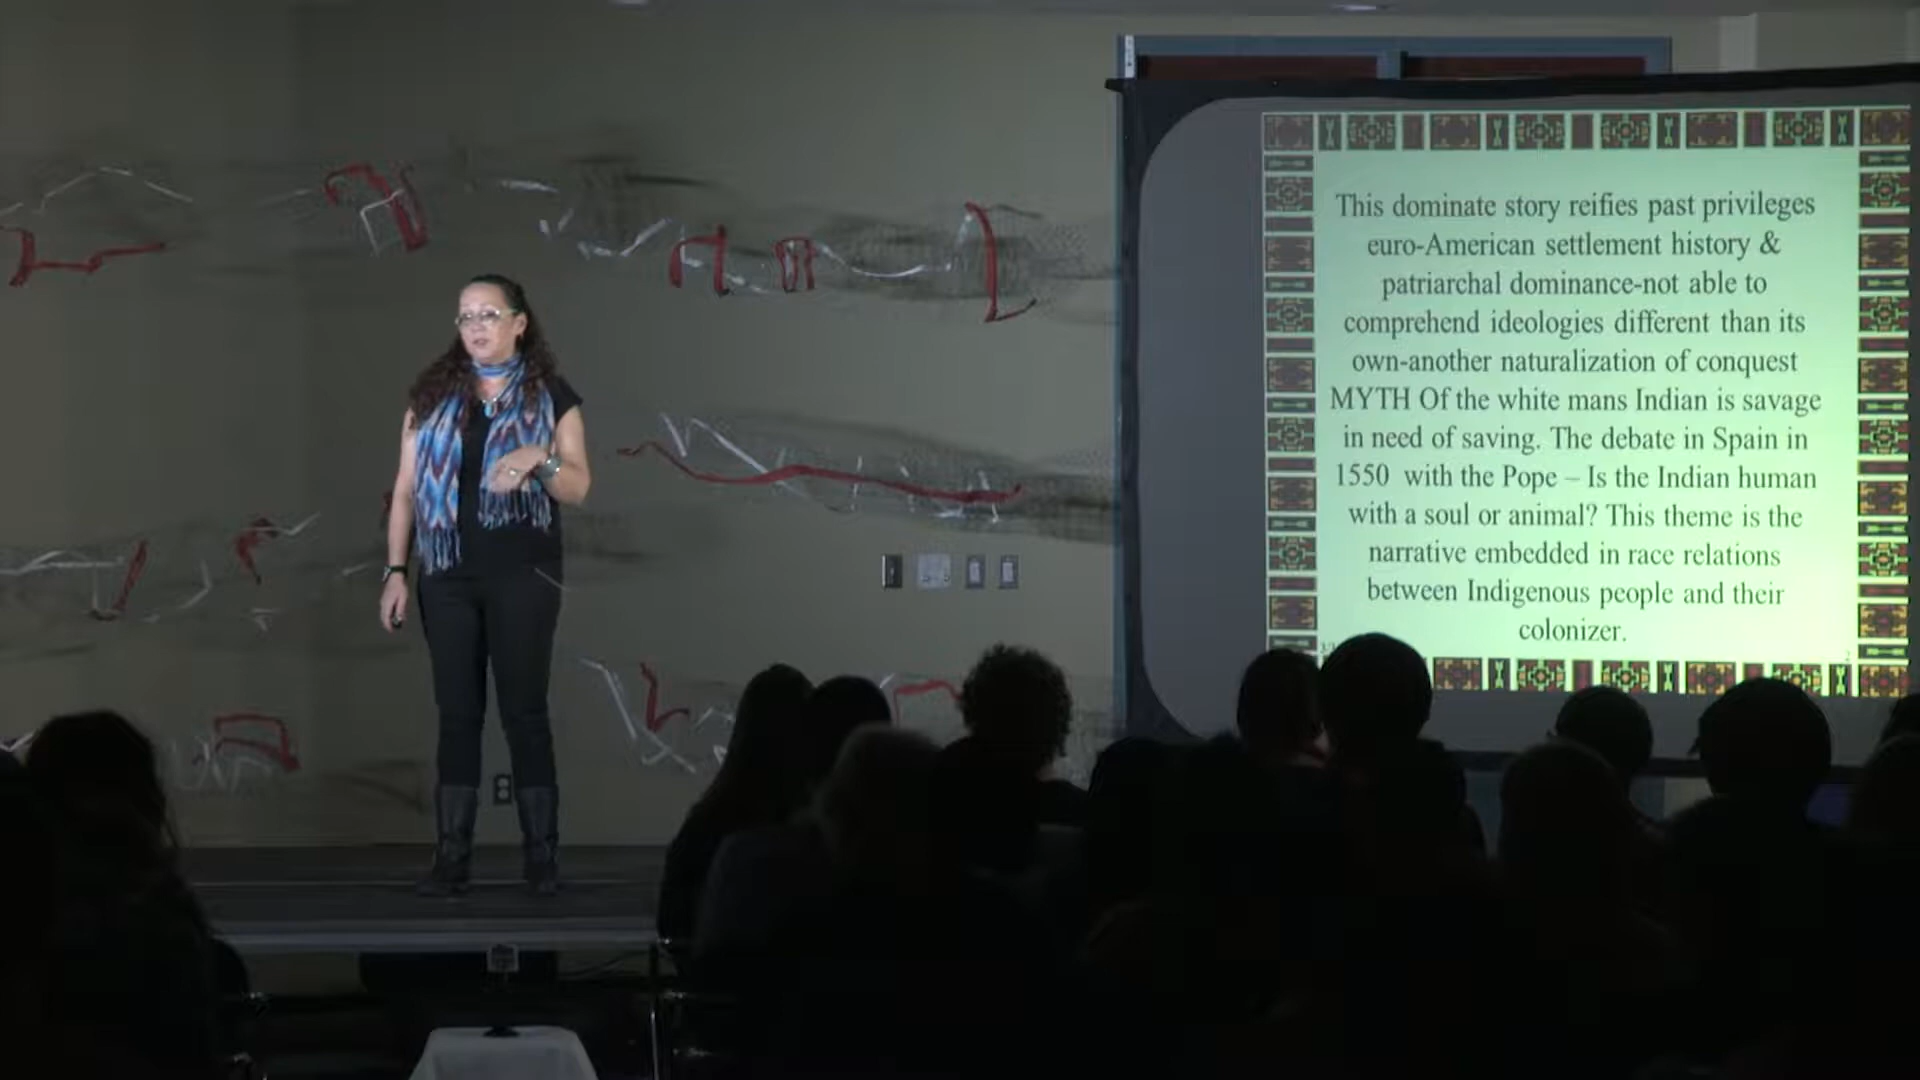 This dominate story reifies past privileges
euro-American settlement history &
patriarchal dominance-not able to
comprehend ideologies different than its
own-another naturalization of conquest
MYTH Of the white mans Indian is savage
in need of saving. The debate in Spain in
1550 with the Pope – Is the Indian human
with a soul or animal? This theme is the
narrative embedded in race relations
between Indigenous people and their
colonizer.